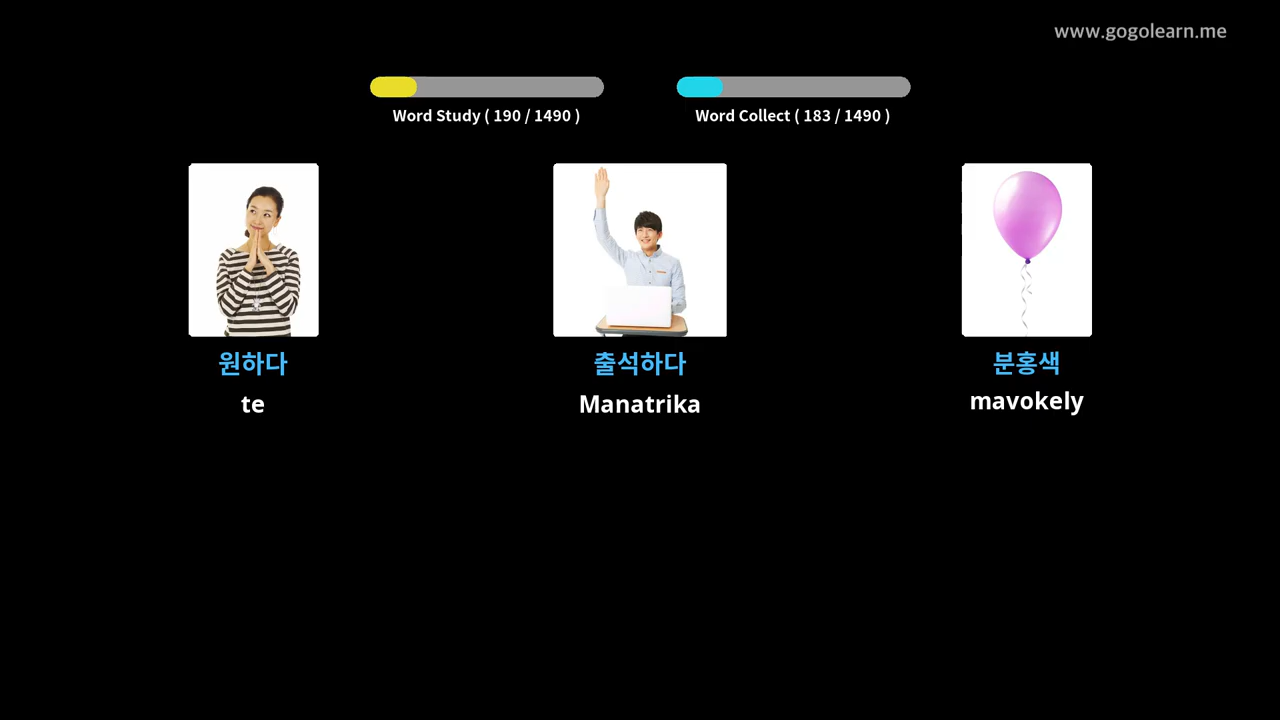 www.gogolearn.me
Word Study ( 190 / 1490 )
Word Collect ( 183 / 1490 )
원하다
te
출석하다
Manatrika
분홍색
mavokely